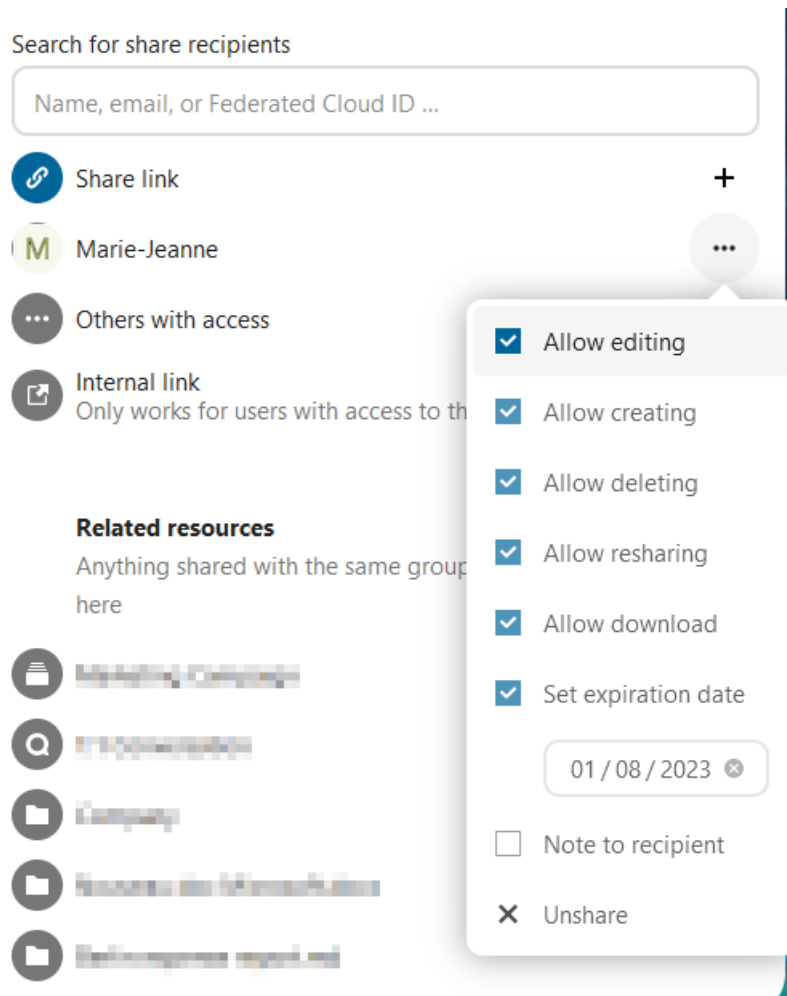 Search for share recipients
Name, email, or Federated Cloud ID ...
Share link
M Marie-Jeanne
Others with access
Internal link
Only works for users with access to th
Allow editing
Allow creating
Allow deleting
Allow resharing
Allow download
Set expiration date
01 / 08 / 2023
Note to recipient
Unshare
Related resources
Anything shared with the same group
here